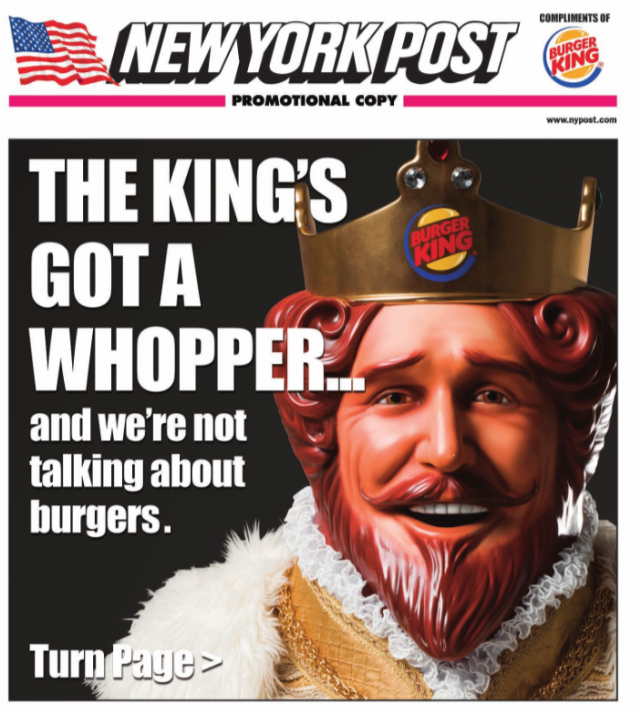 COMPLIMENTS OF
NEW YORK POST
BURGER
KING
PROMOTIONAL COPY
www.nypost.com
THE KING'S
GOT A
WHOPPER...
BURGER
KING
and we're not
talking about
burgers.
Turn Page >